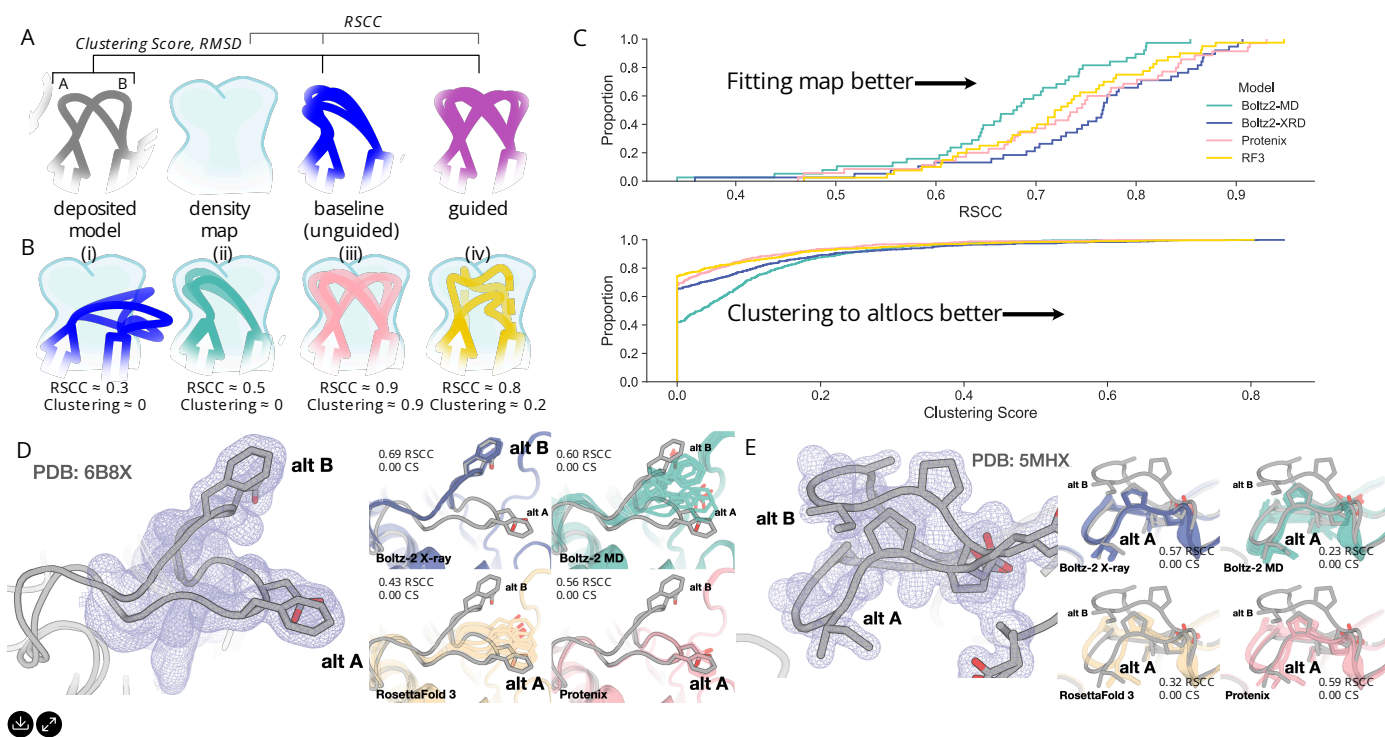 A
RSCC
Clustering Score, RMSD
A
B
deposited
model
density
map
baseline
(unguided)
guided
B
(i)
(ii)
(iii)
(iv)
RSCC ≈ 0.3
Clustering ≈ 0
RSCC ≈ 0.5
Clustering ≈ 0
RSCC ≈ 0.9
Clustering ≈ 0.9
RSCC ≈ 0.8
Clustering ≈ 0.2
C
Proportion
1.0
0.8
0.6
0.4
0.2
0.0
Fitting map better
Model
Boltz2-MD
Boltz2-XRD
Protenix
RF3
0.4
0.5
0.6
0.7
0.8
0.9
RSCC
Proportion
1.0
0.8
0.6
0.4
0.2
0.0
Clustering to altlocs better
0.0
0.2
0.4
0.6
0.8
Clustering Score
D
PDB: 6B8X
alt B
alt A
0.69 RSCC
0.00 CS
alt B
alt A
Boltz-2 X-ray
0.60 RSCC
0.00 CS
alt B
alt A
Boltz-2 MD
0.43 RSCC
0.00 CS
alt B
alt A
RosettaFold 3
0.56 RSCC
0.00 CS
alt B
alt A
Protenix
E
PDB: 5MHX
alt B
alt A
alt B
alt A
0.57 RSCC
0.00 CS
Boltz-2 X-ray
alt B
alt A
0.23 RSCC
0.00 CS
Boltz-2 MD
alt B
alt A
0.32 RSCC
0.00 CS
RosettaFold 3
alt B
alt A
0.59 RSCC
0.00 CS
Protenix